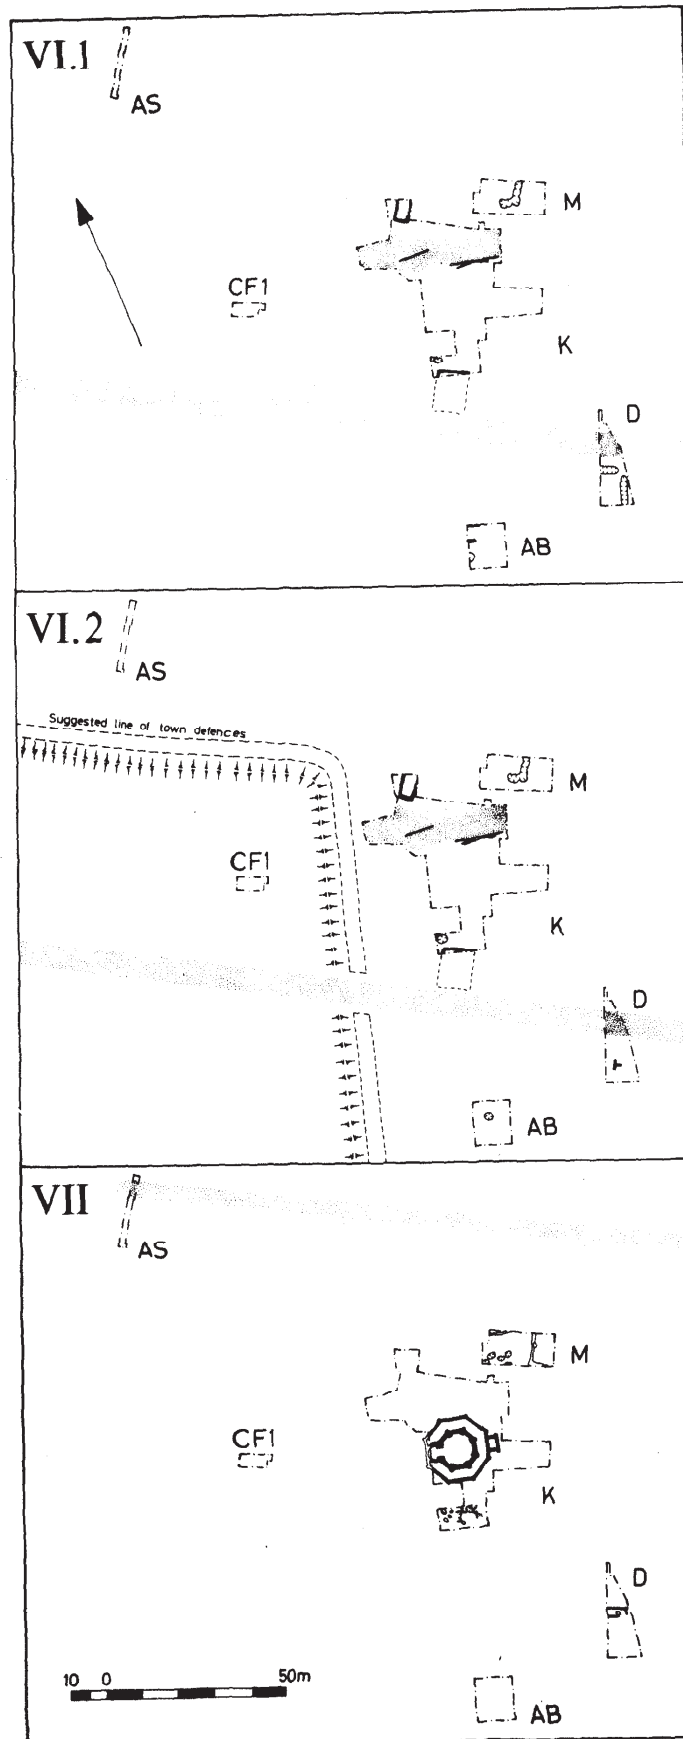 VI.1
AS
M
CF1
K
D
AB
VI.2
AS
Suggested line of town defences
M
CF1
K
D
AB
VII
AS
M
CF1
K
D
10 0 50m
AB